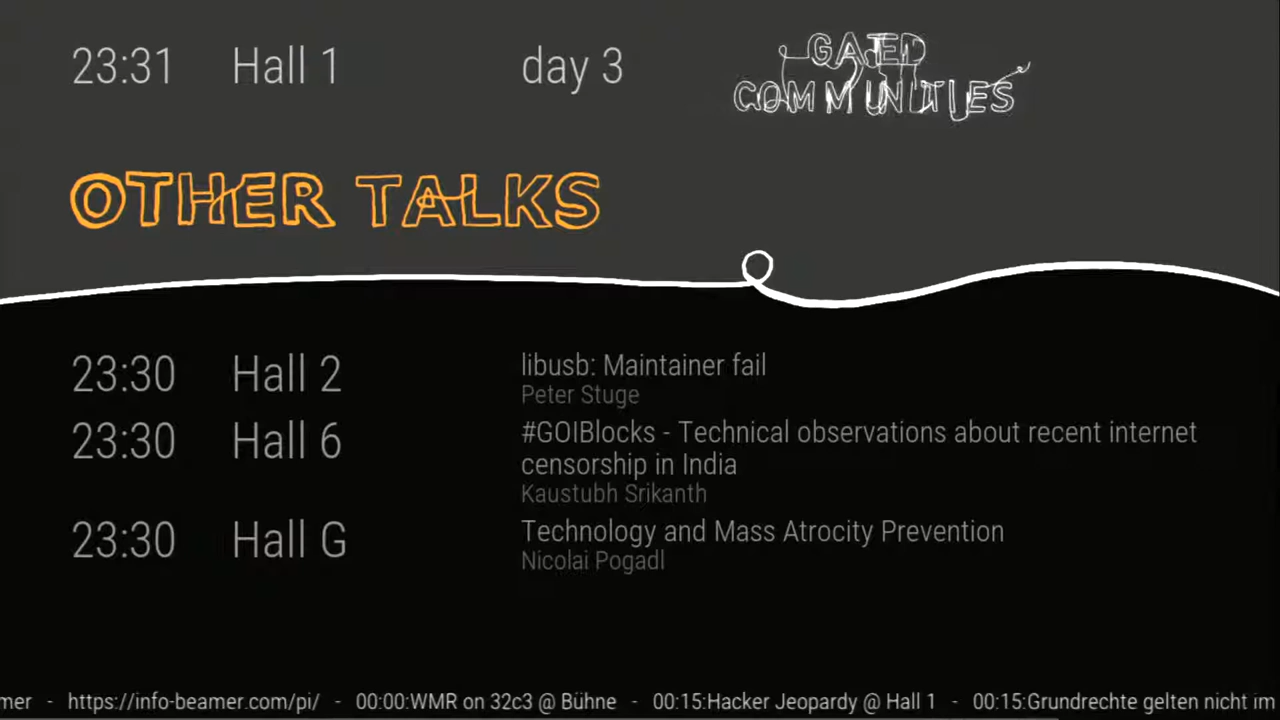 23:31 Hall 1 day 3
GATED
COMMUNITIES
OTHER TALKS
23:30 Hall 2 libusb: Maintainer fail
Peter Stuge
23:30 Hall 6 #GOIBlocks - Technical observations about recent internet
censorship in India
Kaustubh Srikanth
23:30 Hall G Technology and Mass Atrocity Prevention
Nicolai Pogadl
mer - https://info-beamer.com/pi/ - 00:00:WMR on 32c3 @ Bühne - 00:15:Hacker Jeopardy @ Hall 1 - 00:15:Grundrechte gelten nicht im